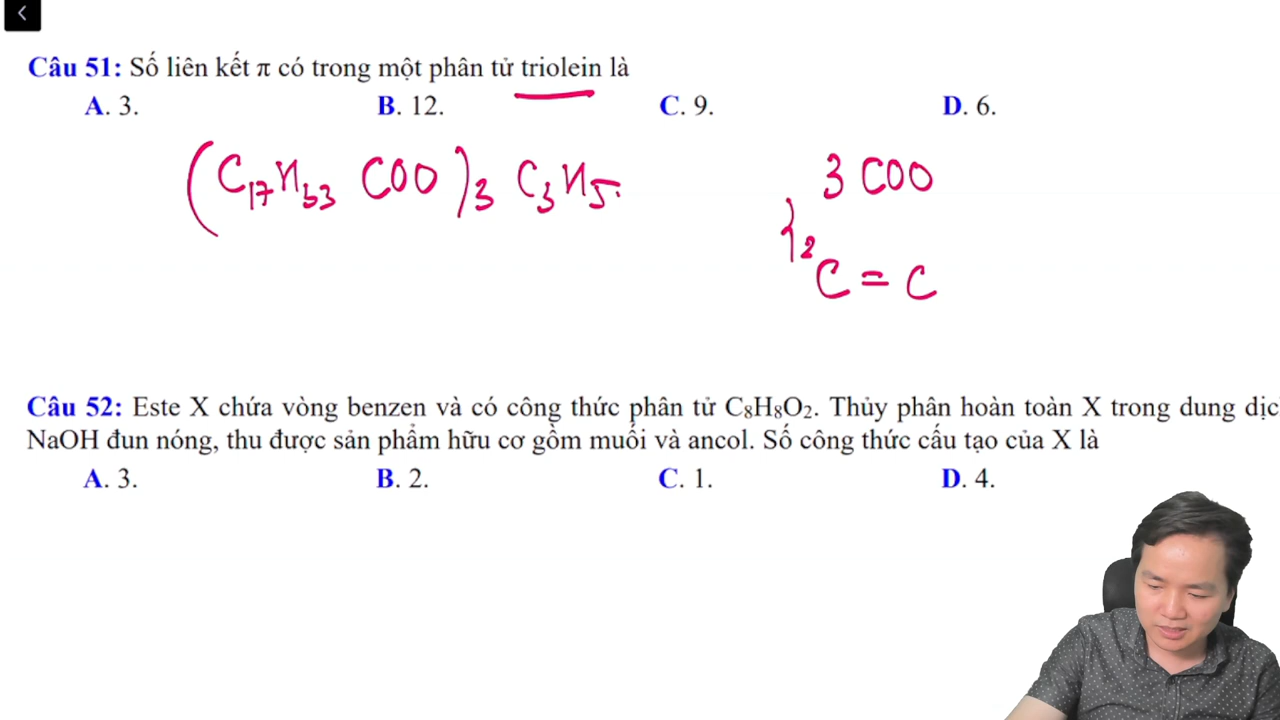 Câu 51: Số liên kết π có trong một phân tử triolein là
A. 3. B. 12. C. 9. D. 6.
(C₁₇H₃₃ COO)₃ C₃H₅. 3 COO
C = C
Câu 52: Este X chứa vòng benzen và có công thức phân tử C₈H₈O₂. Thủy phân hoàn toàn X trong dung dịc
NaOH đun nóng, thu được sản phẩm hữu cơ gồm muối và ancol. Số công thức cấu tạo của X là
A. 3. B. 2. C. 1. D. 4.